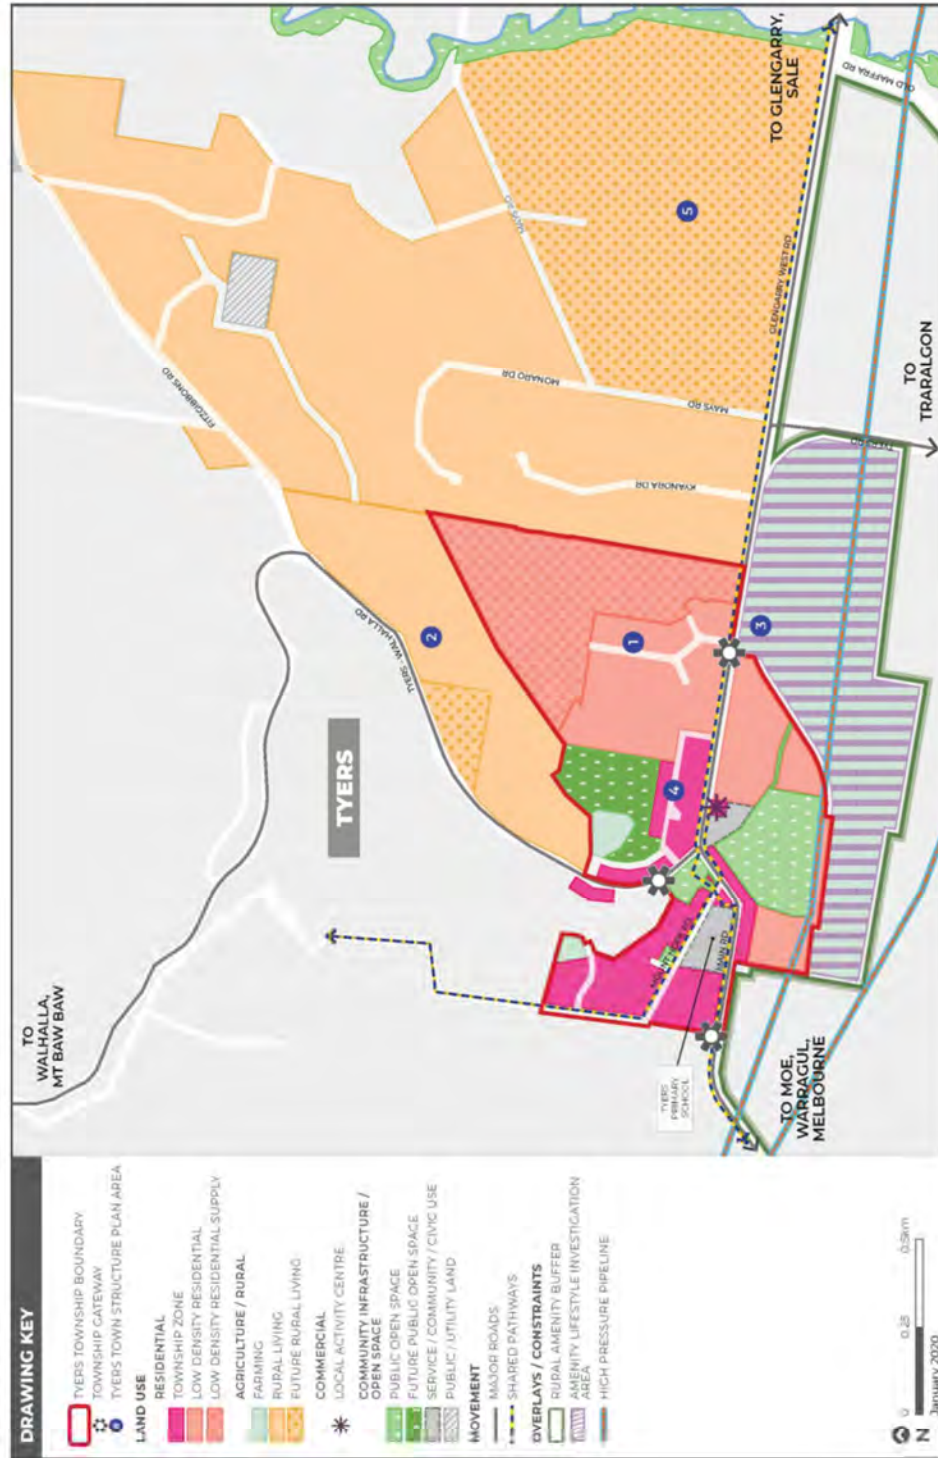 DRAWING KEY
TYERS TOWNSHIP BOUNDARY
TOWNSHIP GATEWAY
TYERS TOWN STRUCTURE PLAN AREA
LAND USE
RESIDENTIAL
TOWNSHIP ZONE
LOW DENSITY RESIDENTIAL
LOW DENSITY RESIDENTIAL SUPPLY
AGRICULTURE / RURAL
FARMING
RURAL LIVING
FUTURE RURAL LIVING
COMMERCIAL
LOCAL ACTIVITY CENTRE
COMMUNITY INFRASTRUCTURE /
OPEN SPACE
PUBLIC OPEN SPACE
FUTURE PUBLIC OPEN SPACE
SERVICE / COMMUNITY / CIVIC USE
PUBLIC / UTILITY LAND
MOVEMENT
MAJOR ROADS
SHARED PATHWAYS
OVERLAYS / CONSTRAINTS
RURAL AMENITY BUFFER
AMENITY LIFESTYLE INVESTIGATION
AREA
HIGH PRESSURE PIPELINE
N
0
0.25
0.5km
January 2020
TO
WALHALLA,
MT BAW BAW
TYERS
TYERS - WALHALLA RD
FITZGIBBONS RD
MAYS RD
MONARO DR
MAYS RD
KYANDRA DR
GLENGARRY WEST RD
TO GLENGARRY,
SALE
OLD MAFFRA RD
TYERS RD
TO
TRARALGON
MAIN RD
TYERS
PRIMARY
SCHOOL
TO MOE,
WARRAGUL,
MELBOURNE
1
2
3
4
5